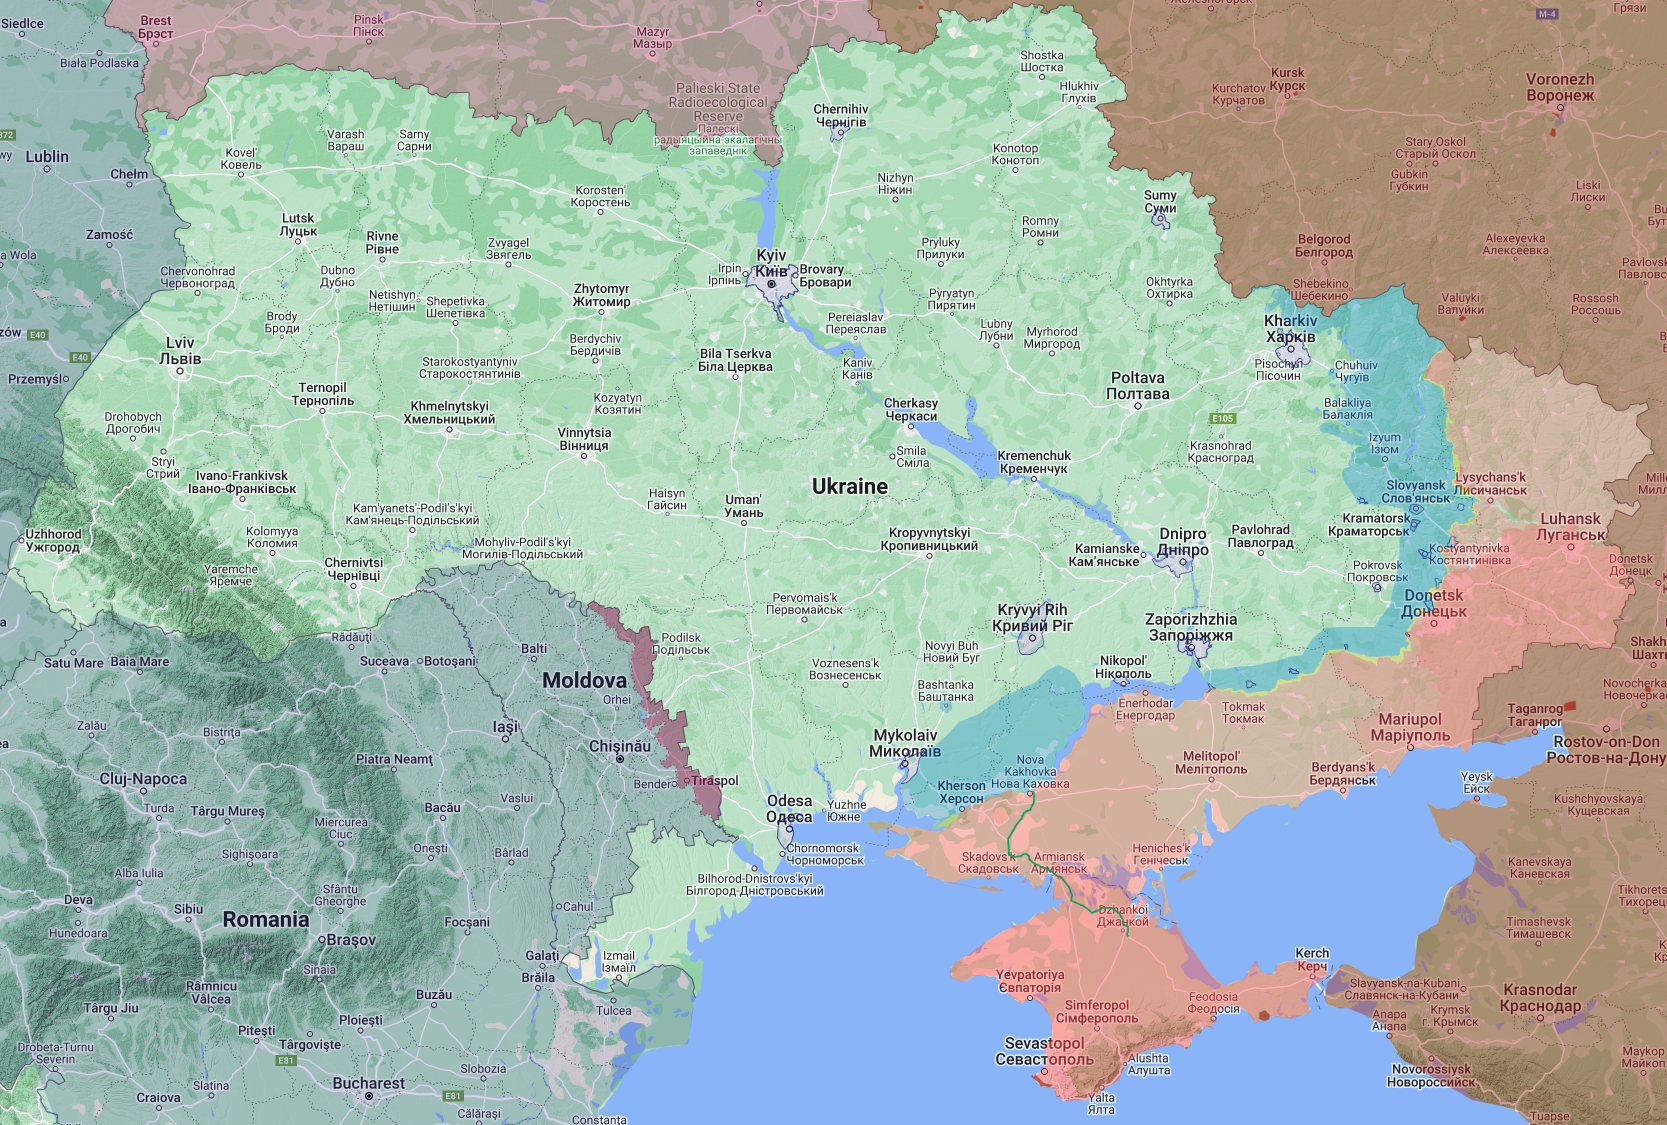 Siedlce
Biała Podlaska
Brest
Брэст
Pinsk
Пінск
Mazyr
Мазыр
Железногорск
M-4
Грязи
Palieski State
Radioecological
Reserve
Палескі
радыяцыйна-экалагічны
запаведнік
Shostka
Шостка
Hlukhiv
Глухів
Kurchatov
Курчатов
Kursk
Курск
Voronezh
Воронеж
Chernihiv
Чернігів
Lublin
Chełm
Kovel'
Ковель
Varash
Вараш
Sarny
Сарни
Konotop
Конотоп
Stary Oskol
Старый Оскол
Gubkin
Губкин
Liski
Лиски
Korosten'
Коростень
Nizhyn
Ніжин
Sumy
Суми
Zamość
Lutsk
Луцьк
Rivne
Рівне
Zvyagel
Звягель
Romny
Ромни
Pryluky
Прилуки
Belgorod
Белгород
Alexeyevka
Алексеевка
Chervonohrad
Червоноград
Dubno
Дубно
Netishyn
Нетішин
Shepetivka
Шепетівка
Zhytomyr
Житомир
Irpin
Ірпінь
Kyiv
Київ
Brovary
Бровари
Pyryatyn
Пирятин
Okhtyrka
Охтирка
Shebekino
Шебекино
Valuyki
Валуйки
Rossosh
Россошь
E40
E40
Brody
Броди
Pereiaslav
Переяслав
Lubny
Лубни
Myrhorod
Миргород
Kharkiv
Харків
Pisochyn
Пісочин
Chuhuiv
Чугуїв
Lviv
Львів
Przemyśl
Starokostyantyniv
Старокостянтинів
Berdychiv
Бердичів
Bila Tserkva
Біла Церква
Kaniv
Канів
Poltava
Полтава
Ternopil
Тернопіль
Khmelnytskyi
Хмельницький
Kozyatyn
Козятин
Cherkasy
Черкаси
E105
Balakliya
Балаклія
Drohobych
Дрогобич
Vinnytsia
Вінниця
Smila
Сміла
Kremenchuk
Кременчук
Krasnohrad
Красноград
Izyum
Ізюм
Stryi
Стрий
Ivano-Frankivsk
Івано-Франківськ
Haisyn
Гайсин
Uman'
Умань
Ukraine
Slovyansk
Слов'янськ
Lysychans'k
Лисичанськ
Uzhhorod
Ужгород
Kolomyya
Коломия
Kam'yanets'-Podil's'kyi
Кам'янець-Подільський
Mohyliv-Podil's'kyi
Могилів-Подільський
Kropyvnytskyi
Кропивницький
Kamianske
Кам'янське
Dnipro
Дніпро
Pavlohrad
Павлоград
Kramatorsk
Краматорськ
Luhansk
Луганськ
Kostyantynivka
Костянтинівка
Donetsk
Донецк
Yaremche
Яремче
Chernivtsi
Чернівці
Pokrovsk
Покровськ
Donetsk
Донецьк
Pervomais'k
Первомайськ
Kryvyi Rih
Кривий Ріг
Zaporizhzhia
Запоріжжя
Rădăuți
Satu Mare
Baia Mare
Suceava
Botoșani
Bălți
Podilsk
Подільськ
Voznesens'k
Вознесенськ
Novyi Buh
Новий Буг
Nikopol'
Нікополь
Moldova
Orhei
Bashtanka
Баштанка
Enerhodar
Енергодар
Tokmak
Токмак
Mariupol
Маріуполь
Taganrog
Таганрог
Rostov-on-Don
Ростов-на-Дону
Zalău
Bistrița
Iași
Chișinău
Mykolaiv
Миколаїв
Piatra Neamț
Cluj-Napoca
Bender
Tiraspol
Nova
Kakhovka
Нова Каховка
Melitopol'
Мелітополь
Berdyans'k
Бердянськ
Yeysk
Ейск
Kherson
Херсон
Turda
Târgu Mureș
Bacău
Vaslui
Odesa
Одеса
Yuzhne
Южне
Kushchyovskaya
Кущевская
Miercurea
Ciuc
Sighișoara
Onești
Bârlad
Chornomorsk
Чорноморськ
Skadovs'k
Скадовськ
Armiansk
Армянськ
Heniches'k
Генічеськ
Kanevskaya
Каневская
Alba Iulia
Deva
Hunedoara
Sibiu
Sfântu
Gheorghe
Romania
Brașov
Focșani
Cahul
Bilhorod-Dnistrovs'kyi
Білгород-Дністровський
Dzhankoi
Джанкой
Timashevsk
Тимашевск
Galați
Brăila
Izmail
Ізмаїл
Sinaia
Râmnicu
Vâlcea
Târgu Jiu
Buzău
Tulcea
Yevpatoriya
Євпаторія
Kerch
Керч
Slavyansk-na-Kubani
Славянск-на-Кубани
Krasnodar
Краснодар
Simferopol
Сімферополь
Feodosia
Феодосія
Anapa
Анапа
Krymsk
г. Крымск
Pitești
Ploiești
Târgoviște
Drobeta-Turnu
Severin
E81
Sevastopol
Севастополь
Alushta
Алушта
Novorossiysk
Новороссийск
Slobozia
Bucharest
E81
Slatina
Craiova
Călărași
Constanța
Yalta
Ялта
Tuapse
Туапсе